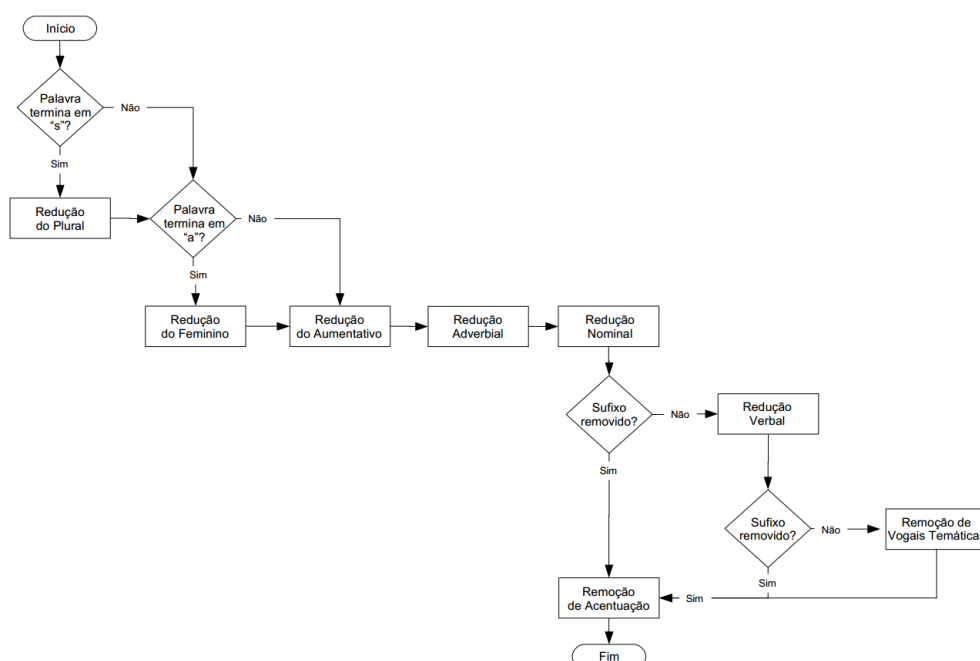 Início
Palavra
termina em
“s”?
Não
Sim
Redução
do Plural
Palavra
termina em
“a”?
Não
Sim
Redução
do Feminino
Redução
do Aumentativo
Redução
Adverbial
Redução
Nominal
Sufixo
removido?
Não
Sim
Redução
Verbal
Sufixo
removido?
Não
Sim
Remoção de
Vogais Temáticas
Sim
Remoção
de Acentuação
Fim